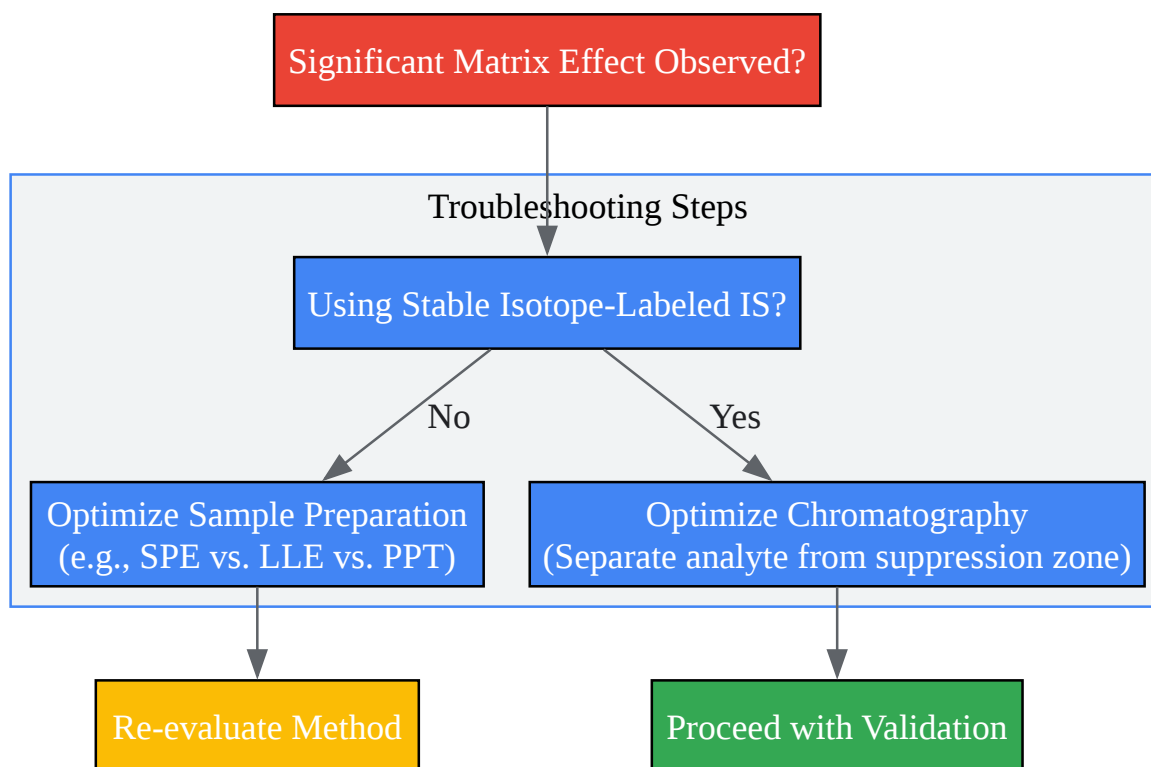 Significant Matrix Effect Observed?
Troubleshooting Steps
Using Stable Isotope-Labeled IS?
No
Yes
Optimize Sample Preparation
(e.g., SPE vs. LLE vs. PPT)
Optimize Chromatography
(Separate analyte from suppression zone)
Re-evaluate Method
Proceed with Validation